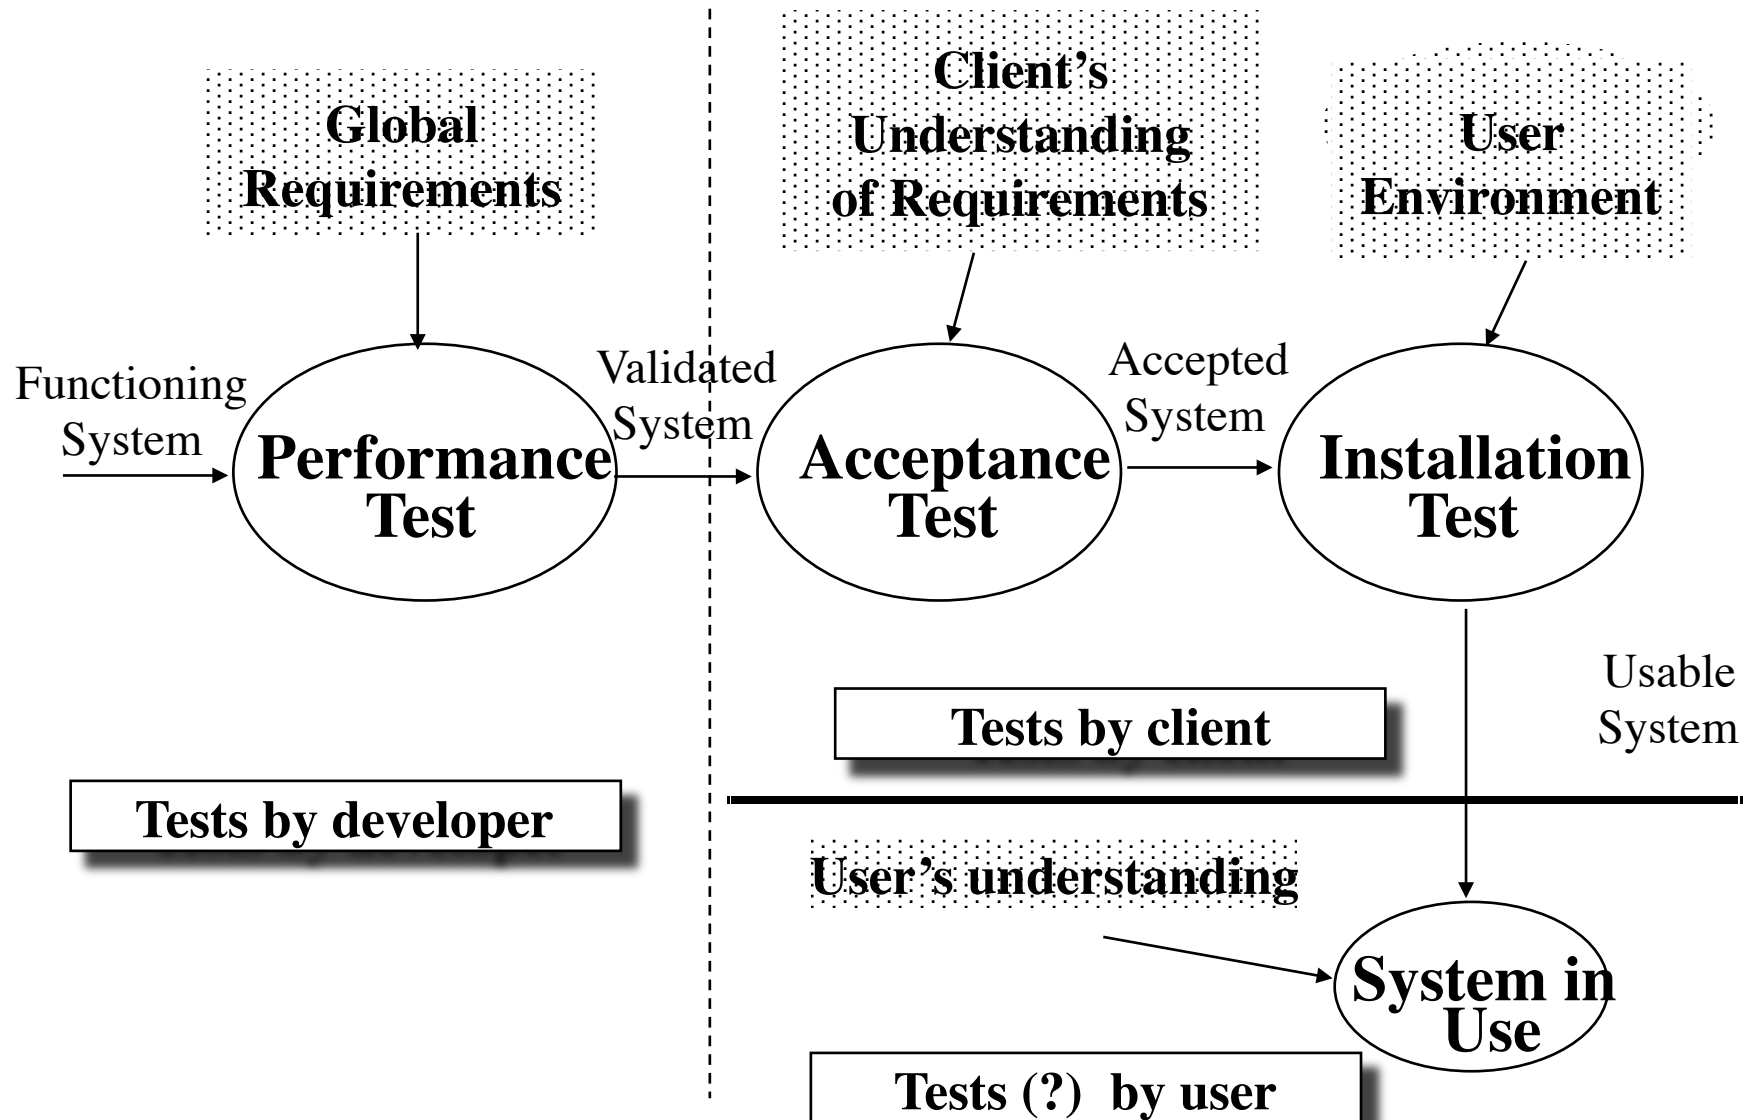 Global
Requirements
Client’s
Understanding
of Requirements
User
Environment
Functioning
System
Validated
System
Accepted
System
Performance
Test
Acceptance
Test
Installation
Test
Usable
System
Tests by client
Tests by developer
User’s understanding
System in
Use
Tests (?) by user